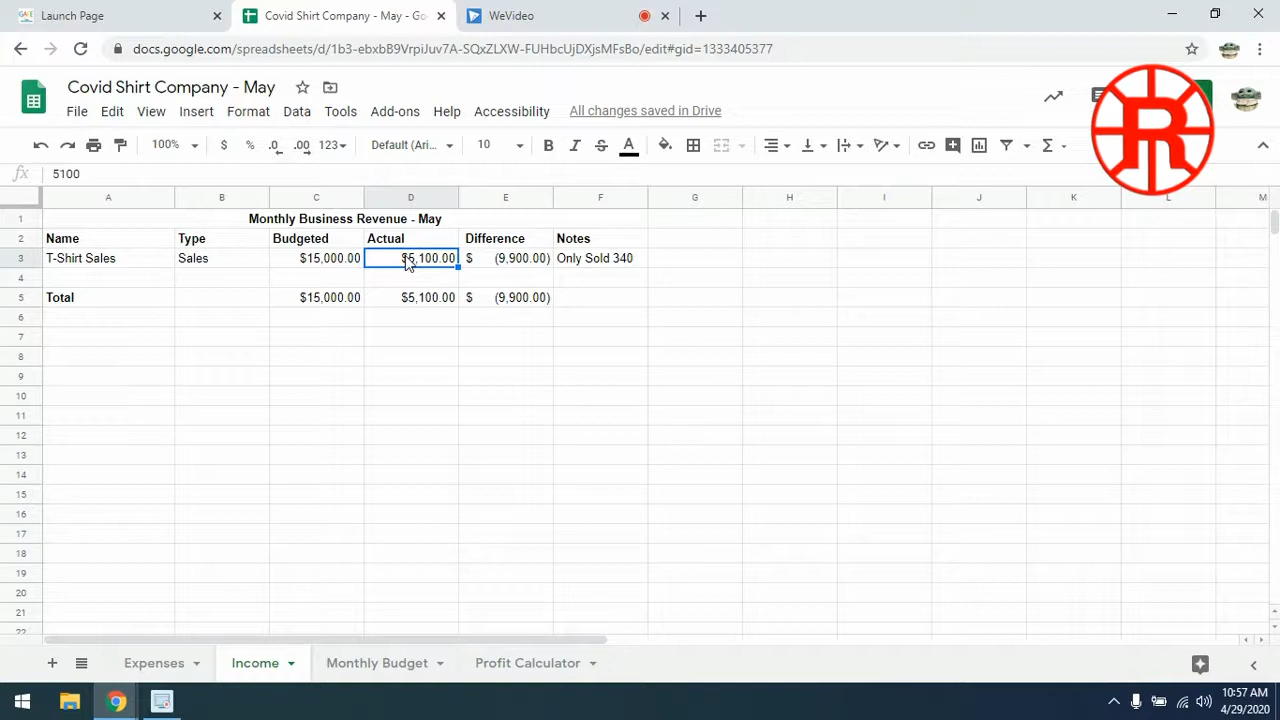 GATE Launch Page
Covid Shirt Company - May - Go
WeVideo
docs.google.com/spreadsheets/d/1b3-ebxbB9VrpiJuv7A-SQxZLXW-FUHbcUjDXjsMFsBo/edit#gid=1333405377
Covid Shirt Company - May
File Edit View Insert Format Data Tools Add-ons Help Accessibility All changes saved in Drive
100% $ % .0 .00 123 Default (Ari... 10 B I S A Σ
fx 5100
A B C D E F G H I J K L M
1 Monthly Business Revenue - May
2 Name Type Budgeted Actual Difference Notes
3 T-Shirt Sales Sales $15,000.00 $5,100.00 $ (9,900.00) Only Sold 340
4
5 Total $15,000.00 $5,100.00 $ (9,900.00)
6
7
8
9
10
11
12
13
14
15
16
17
18
19
20
21
22
Expenses Income Monthly Budget Profit Calculator
10:57 AM
4/29/2020
R